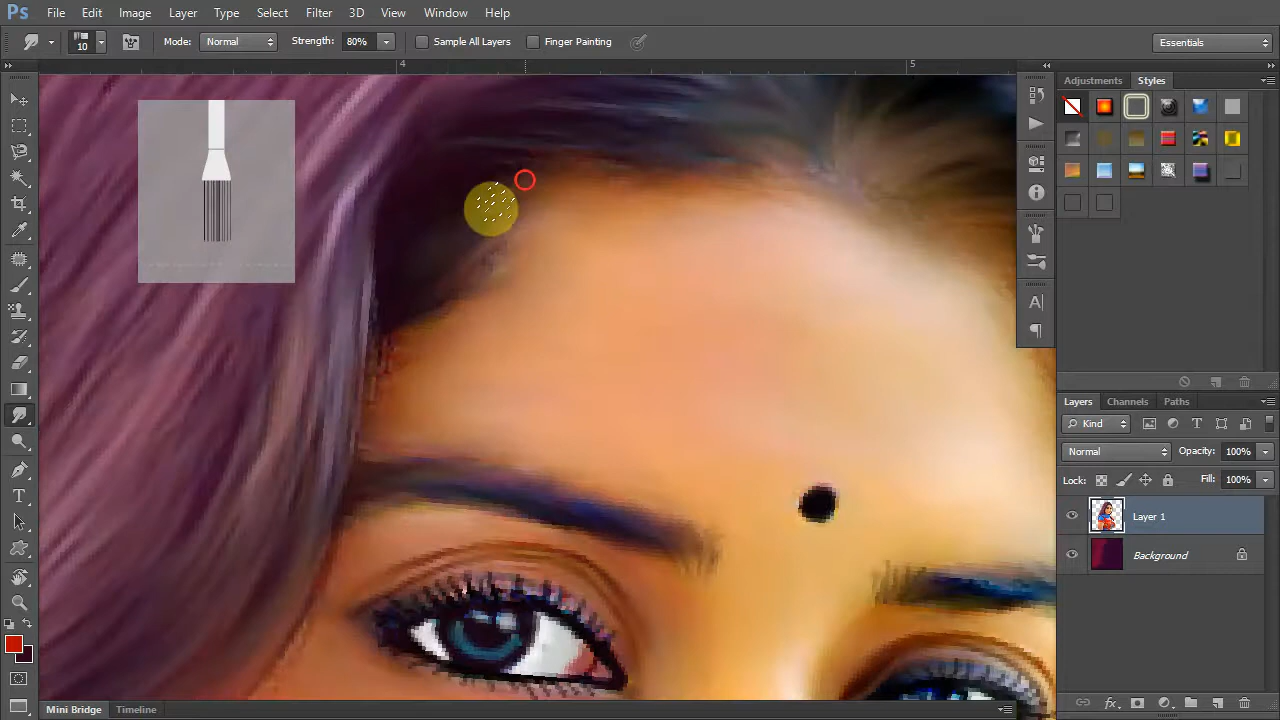 Ps File Edit Image Layer Type Select Filter 3D View Window Help
10 Mode: Normal Strength: 80% Sample All Layers Finger Painting Essentials
4 5
Adjustments Styles
Layers Channels Paths
Kind
Normal Opacity: 100%
Lock: Fill: 100%
Layer 1
Background
Mini Bridge Timeline